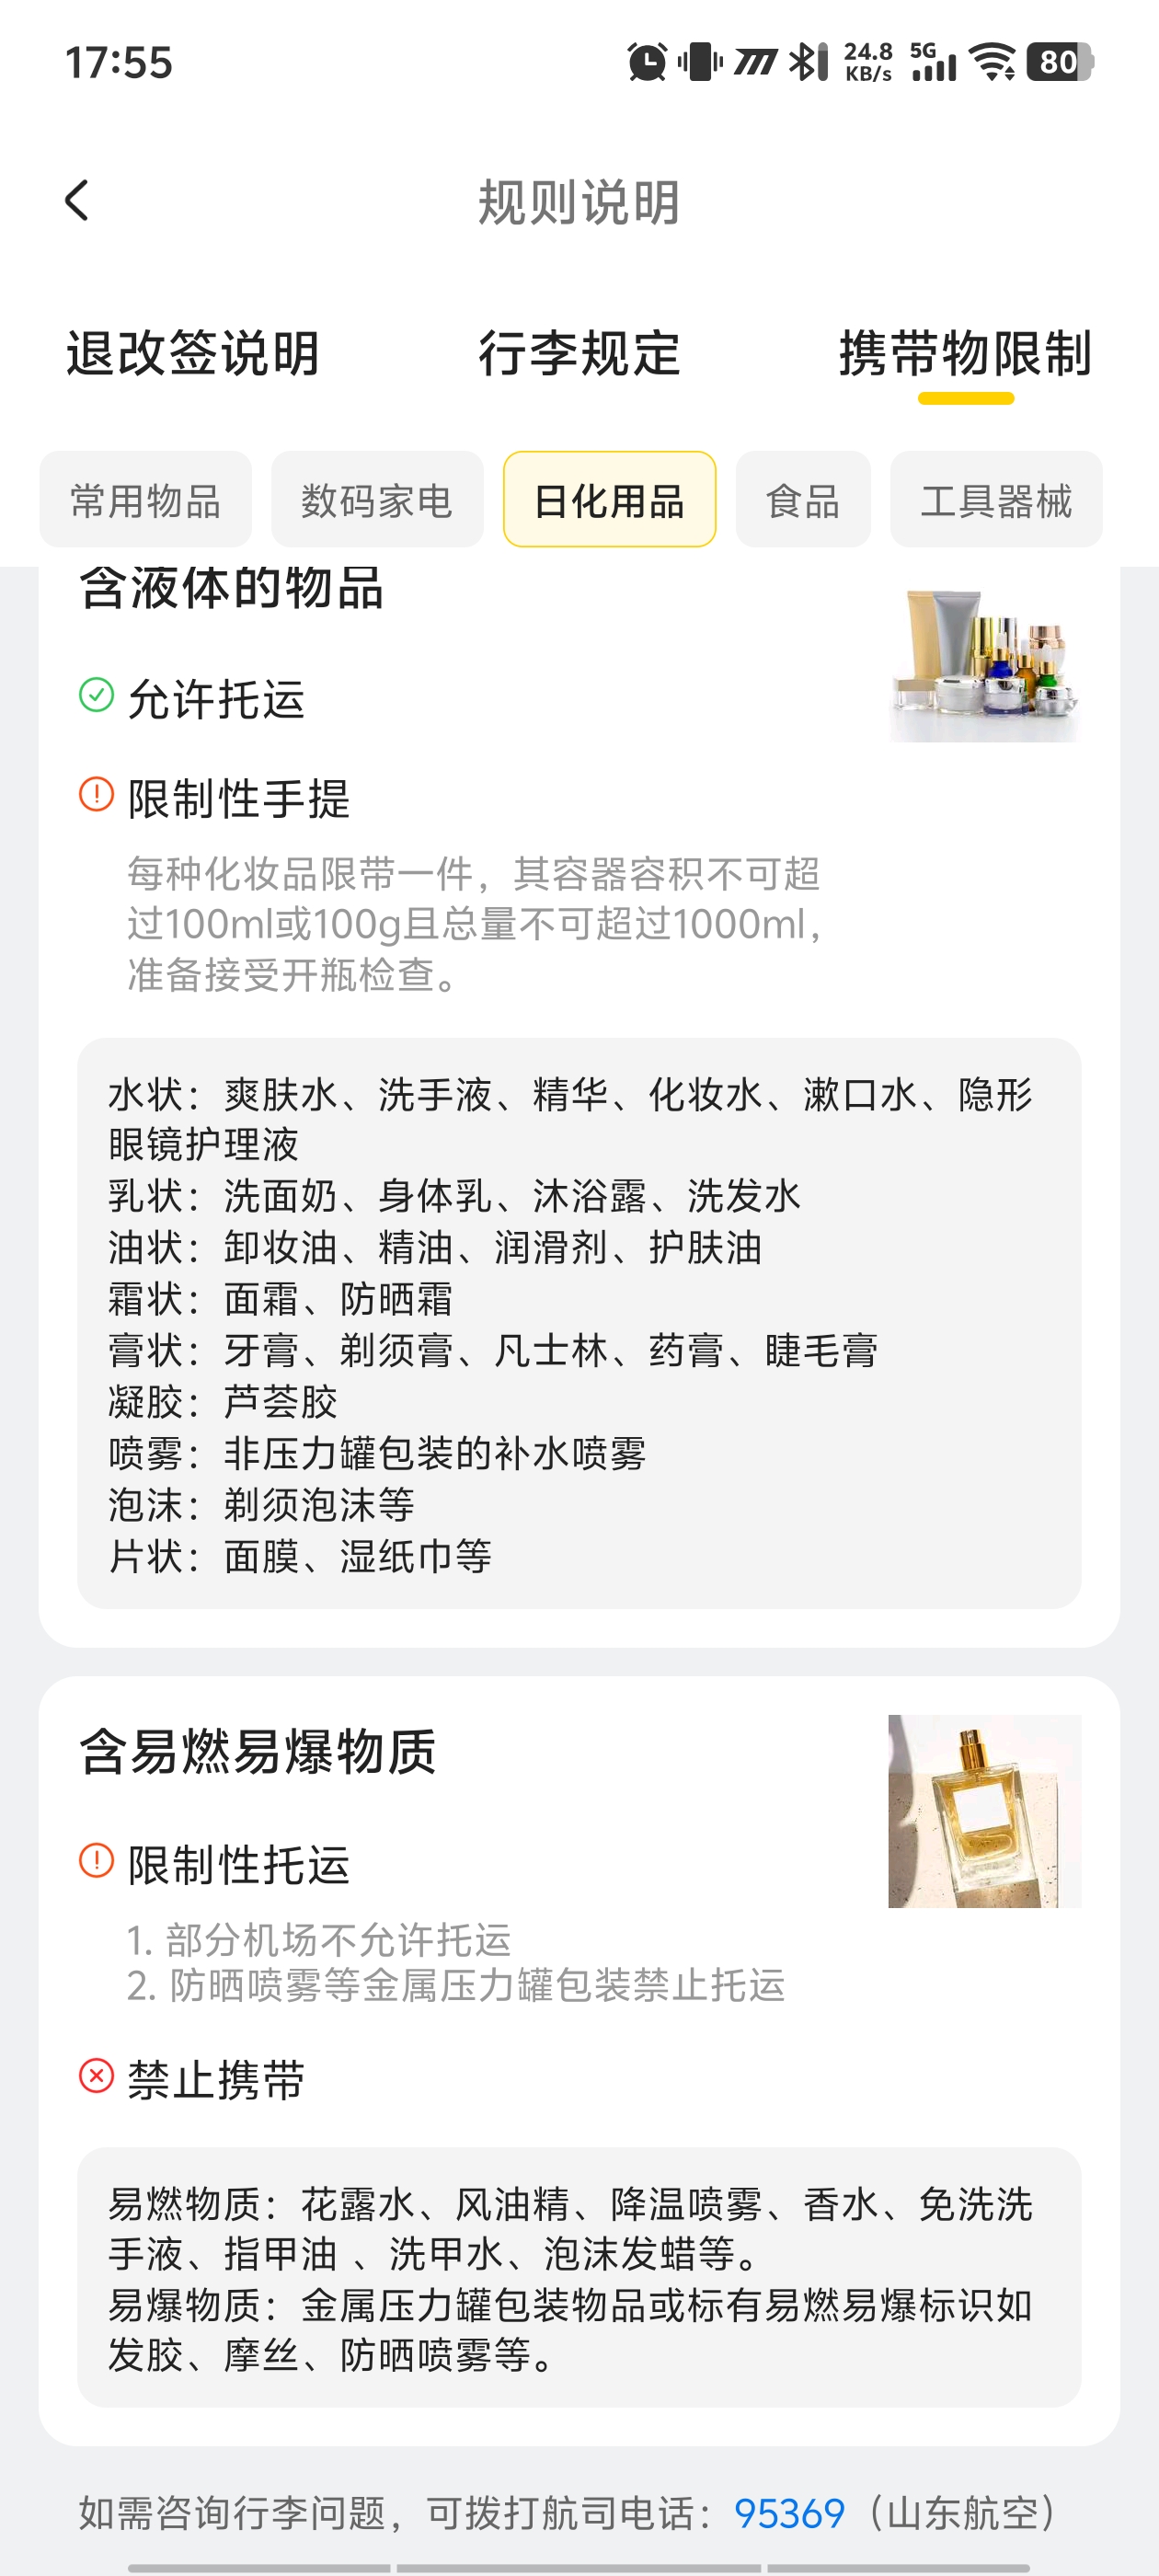 17:55
24.8
KB/s
5G
80
规则说明
退改签说明
行李规定
携带物限制
常用物品
数码家电
日化用品
食品
工具器械
含液体的物品
允许托运
限制性手提
每种化妆品限带一件，其容器容积不可超
过100ml或100g且总量不可超过1000ml，
准备接受开瓶检查。
水状：爽肤水、洗手液、精华、化妆水、漱口水、隐形
眼镜护理液
乳状：洗面奶、身体乳、沐浴露、洗发水
油状：卸妆油、精油、润滑剂、护肤油
霜状：面霜、防晒霜
膏状：牙膏、剃须膏、凡士林、药膏、睫毛膏
凝胶：芦荟胶
喷雾：非压力罐包装的补水喷雾
泡沫：剃须泡沫等
片状：面膜、湿纸巾等
含易燃易爆物质
限制性托运
1. 部分机场不允许托运
2. 防晒喷雾等金属压力罐包装禁止托运
禁止携带
易燃物质：花露水、风油精、降温喷雾、香水、免洗洗
手液、指甲油 、洗甲水、泡沫发蜡等。
易爆物质：金属压力罐包装物品或标有易燃易爆标识如
发胶、摩丝、防晒喷雾等。
如需咨询行李问题，可拨打航司电话：95369（山东航空）